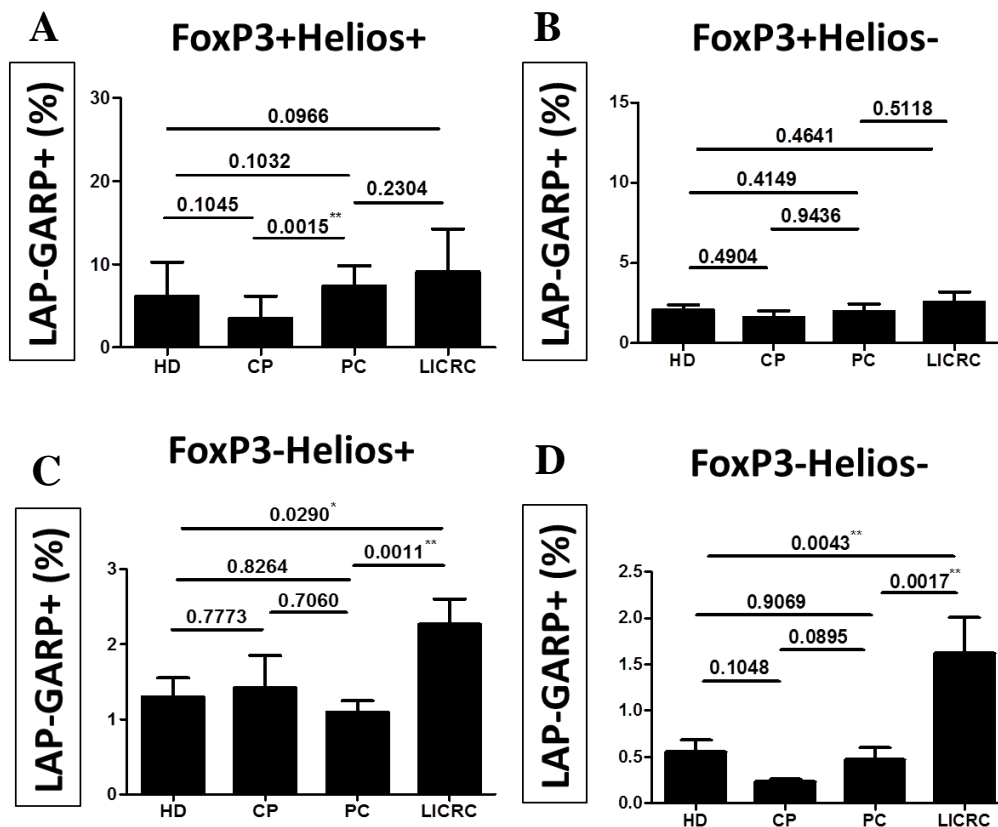 A
FoxP3+Helios+
LAP-GARP+ (%)
30
20
10
0
0.0966
0.1032
0.2304
0.1045
0.0015**
HD CP PC LICRC
B
FoxP3+Helios-
LAP-GARP+ (%)
15
10
5
0
0.5118
0.4641
0.4149
0.9436
0.4904
HD CP PC LICRC
C
FoxP3-Helios+
LAP-GARP+ (%)
3
2
1
0
0.0290*
0.0011**
0.8264
0.7060
0.7773
HD CP PC LICRC
D
FoxP3-Helios-
LAP-GARP+ (%)
2.5
2.0
1.5
1.0
0.5
0.0
0.0043**
0.0017**
0.9069
0.0895
0.1048
HD CP PC LICRC